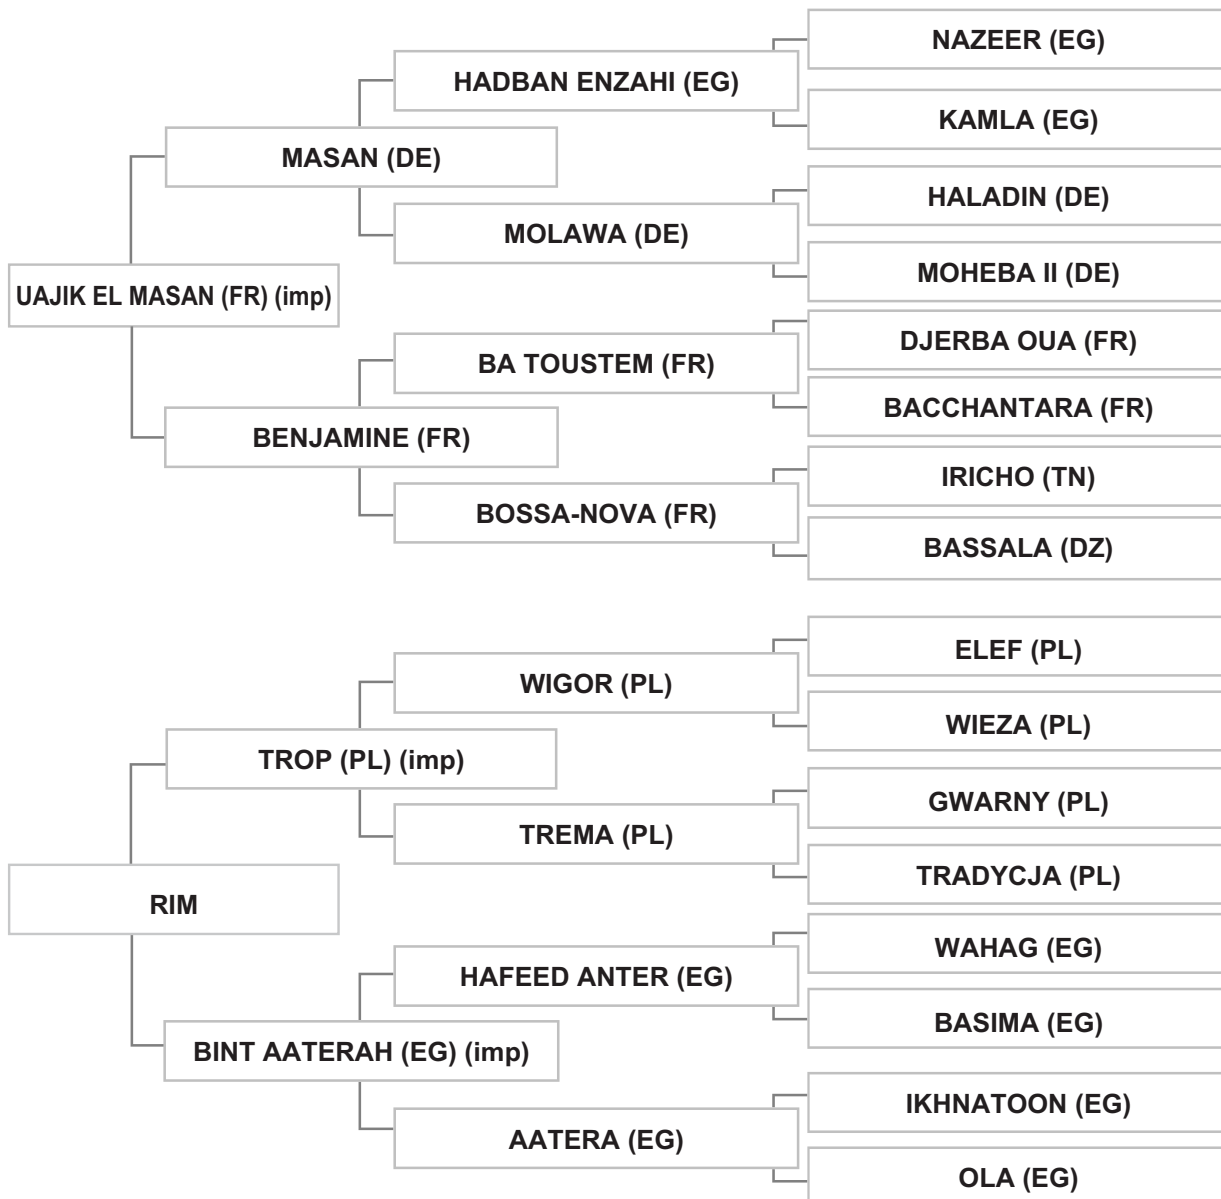 NAZEER (EG)
HADBAN ENZAHI (EG)
KAMLA (EG)
MASAN (DE)
HALADIN (DE)
MOLAWA (DE)
MOHEBA II (DE)
UAJIK EL MASAN (FR) (imp)
DJERBA OUA (FR)
BA TOUSTEM (FR)
BACCHANTARA (FR)
BENJAMINE (FR)
IRICHO (TN)
BOSSA-NOVA (FR)
BASSALA (DZ)
ELEF (PL)
WIGOR (PL)
WIEZA (PL)
TROP (PL) (imp)
GWARNY (PL)
TREMA (PL)
TRADYCJA (PL)
RIM
WAHAG (EG)
HAFEED ANTER (EG)
BASIMA (EG)
BINT AATERAH (EG) (imp)
IKHNATOON (EG)
AATERA (EG)
OLA (EG)